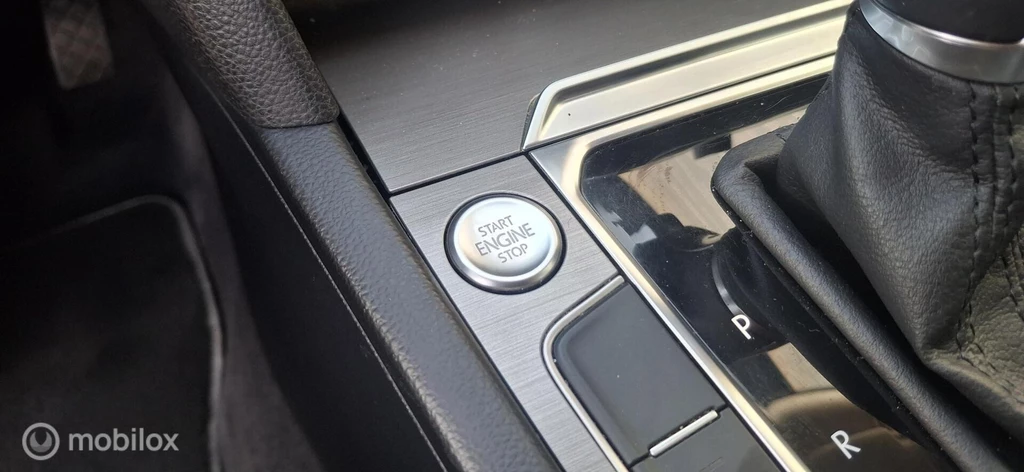 START
ENGINE
STOP
P
R
mobilox